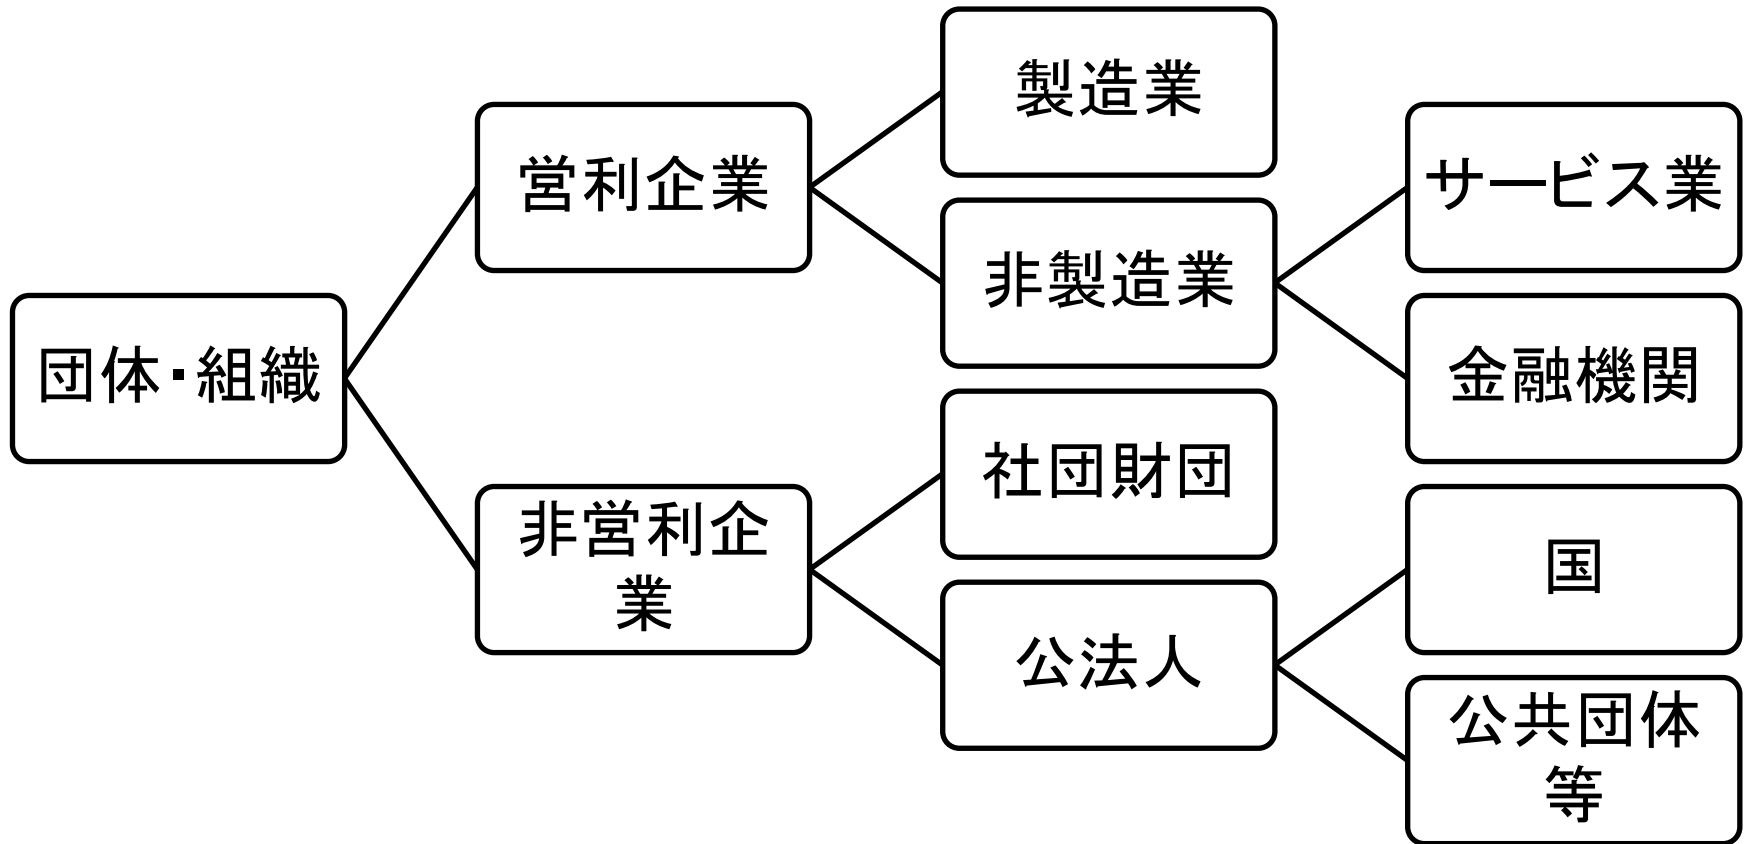 団体・組織
営利企業
製造業
非製造業
サービス業
金融機関
非営利企
業
社団財団
公法人
国
公共団体
等